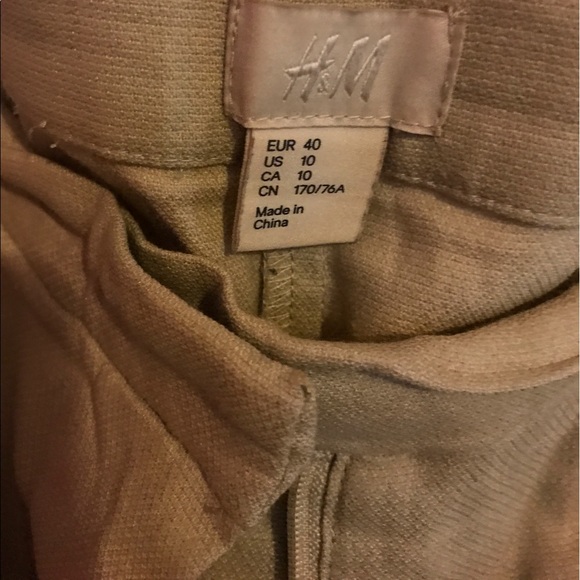 H&M
EUR 40
US 10
CA 10
CN 170/76A
Made in
China